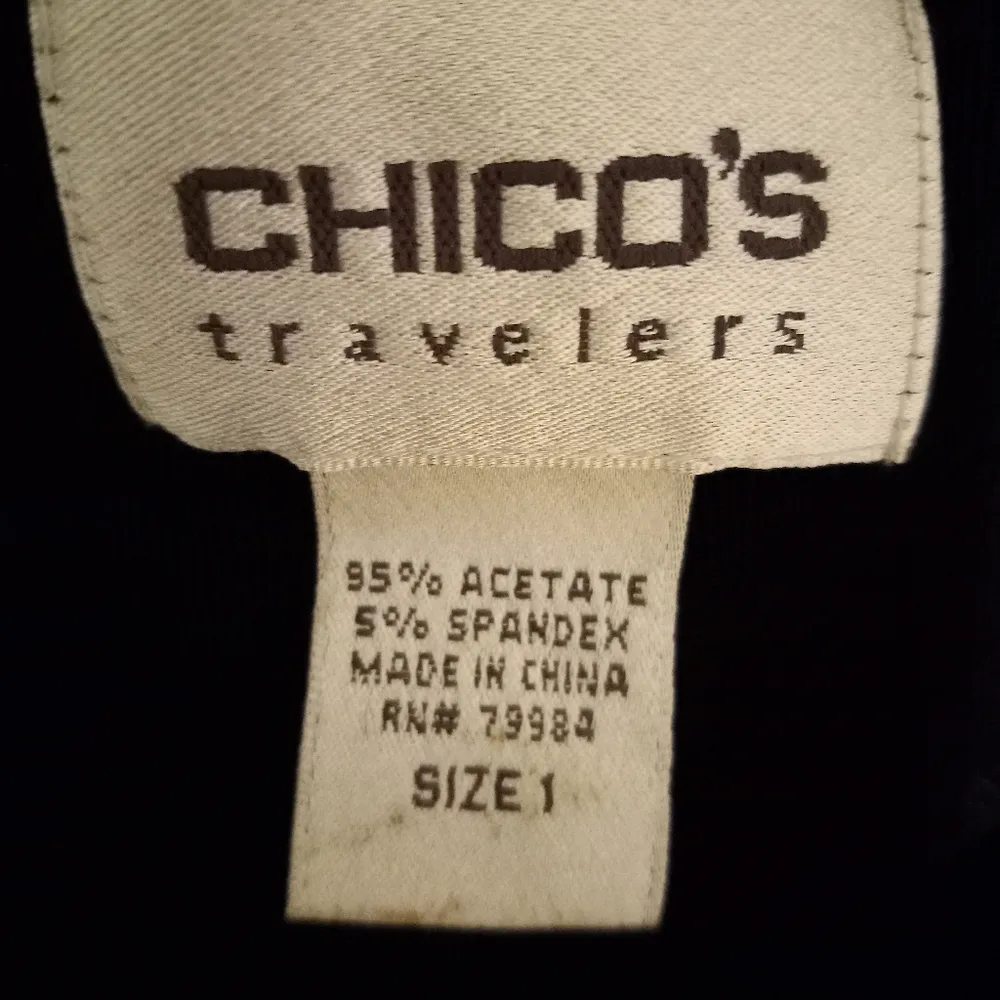 CHICO'S
travelers
95% ACETATE
5% SPANDEX
MADE IN CHINA
RN# 79984
SIZE 1